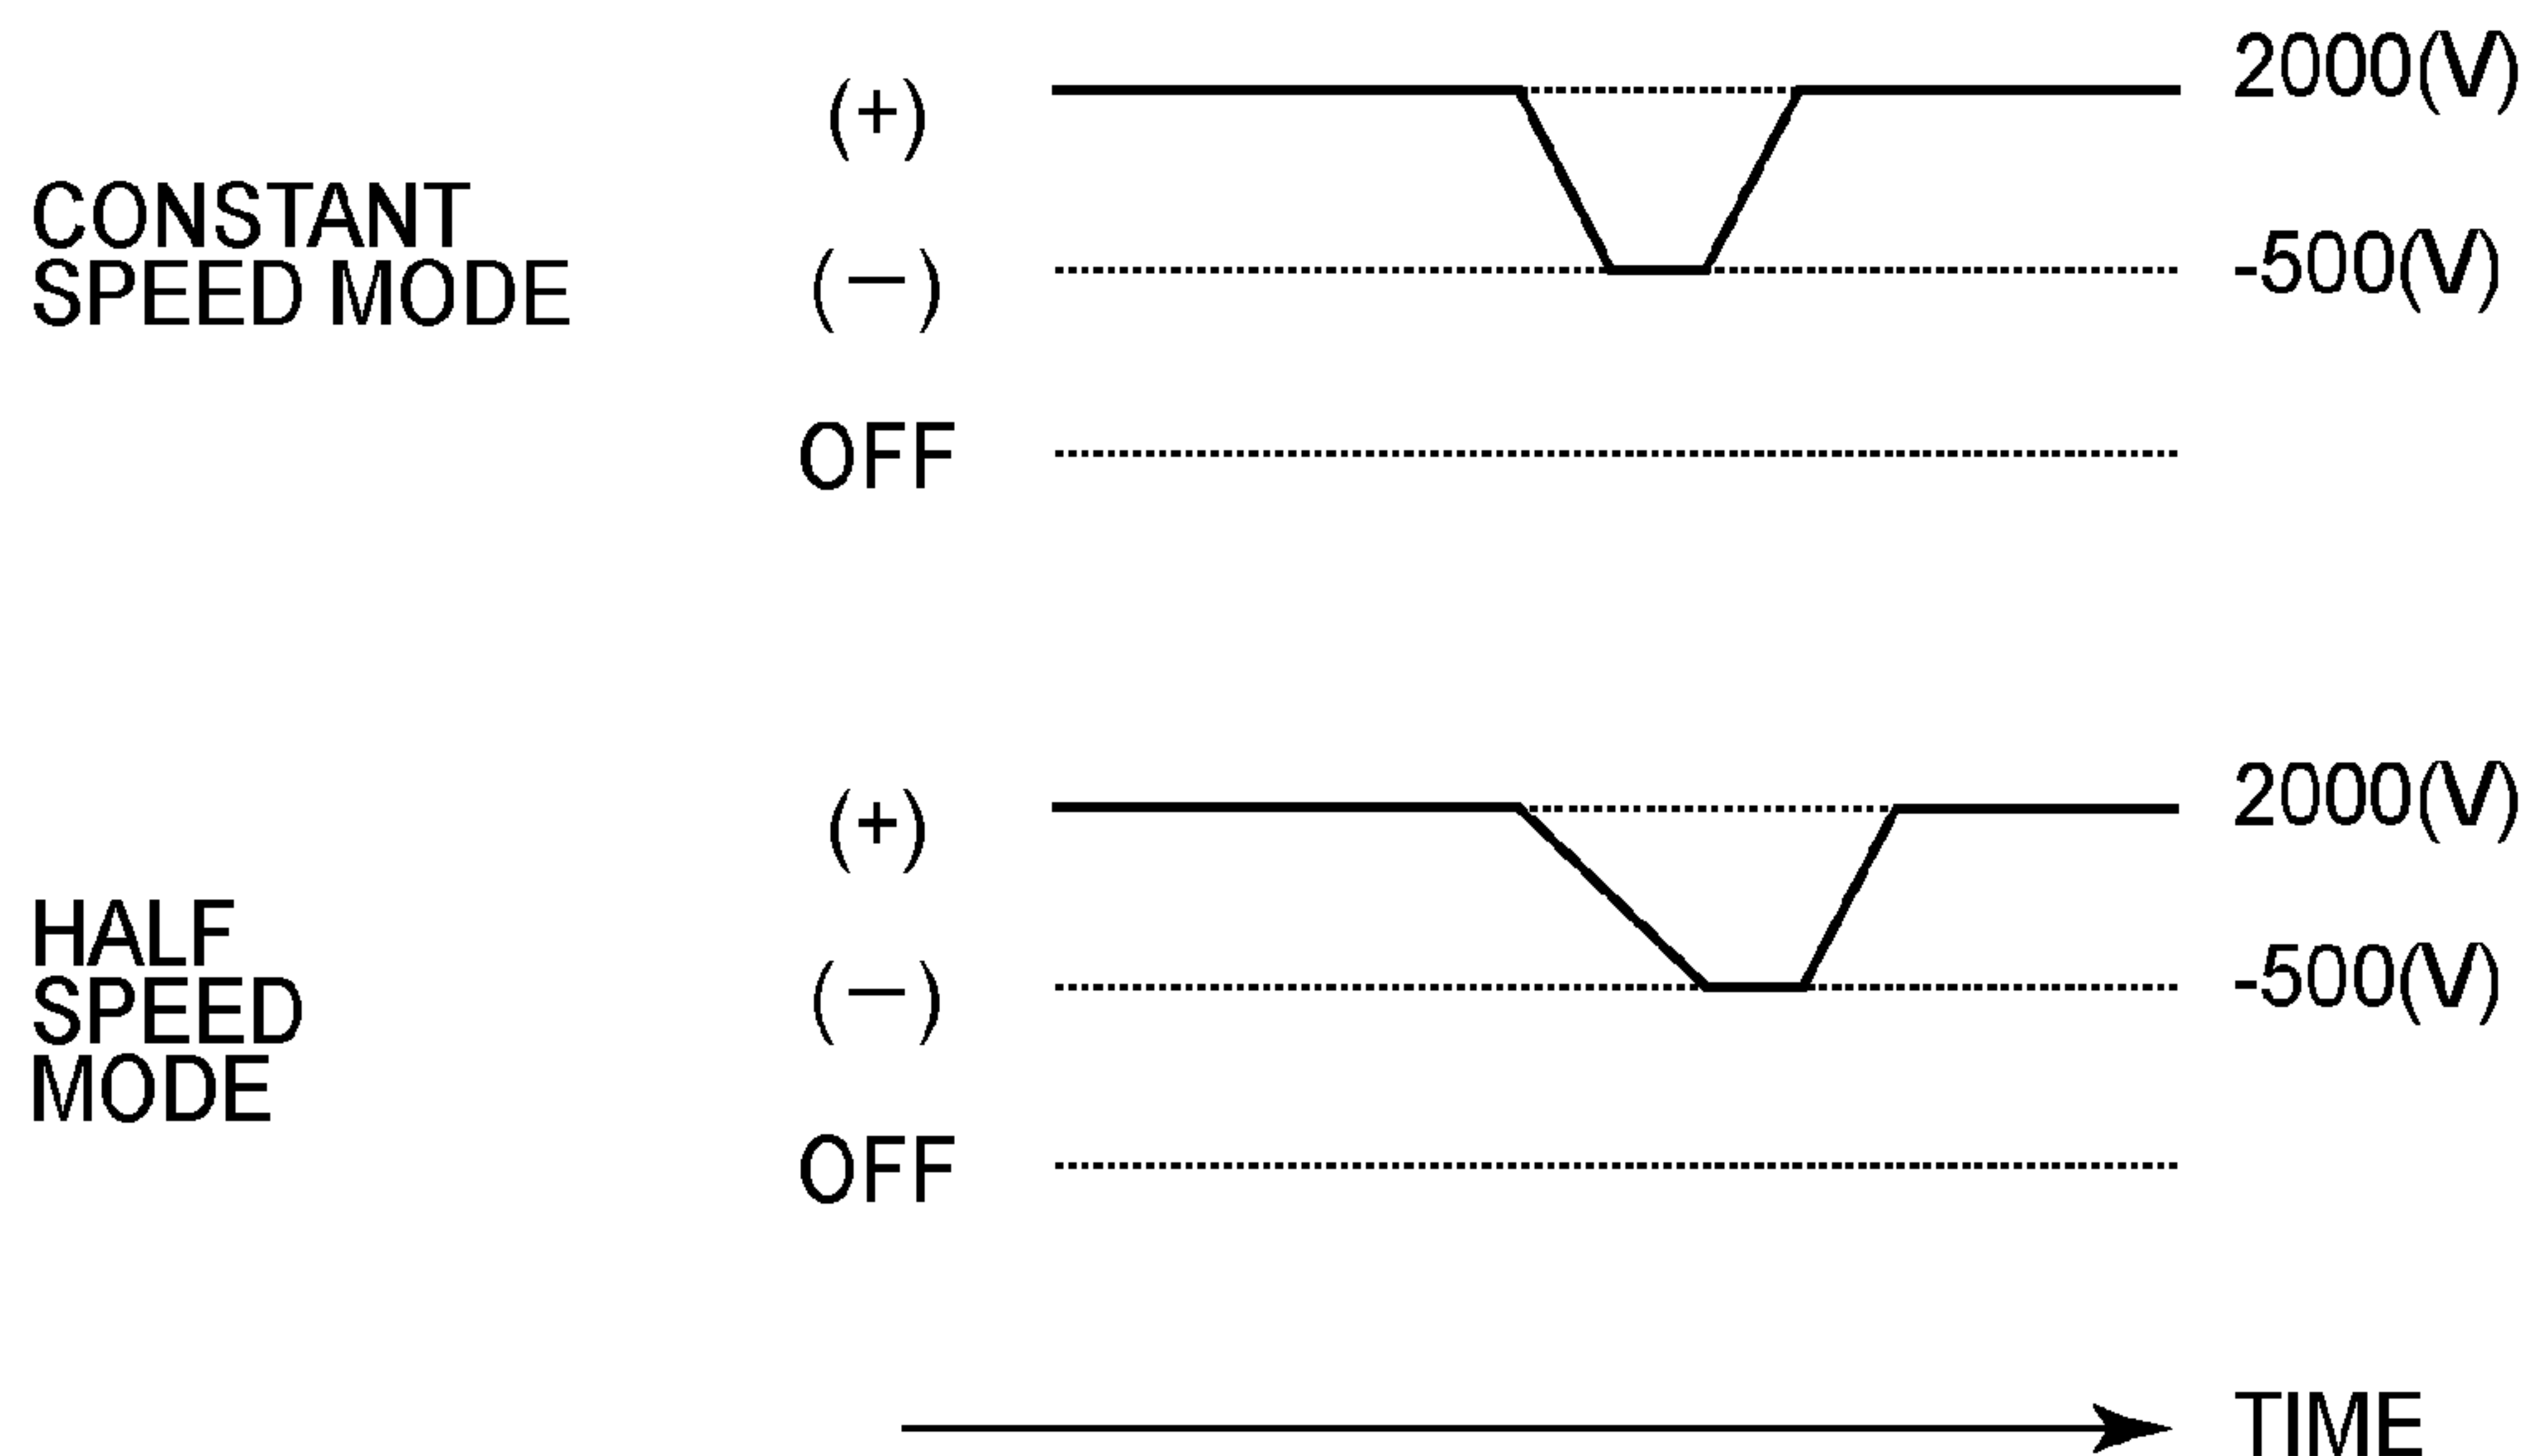 (+)
2000(V)
CONSTANT
SPEED MODE
(−)
-500(V)
OFF
(+)
2000(V)
HALF
SPEED
MODE
(−)
-500(V)
OFF
TIME